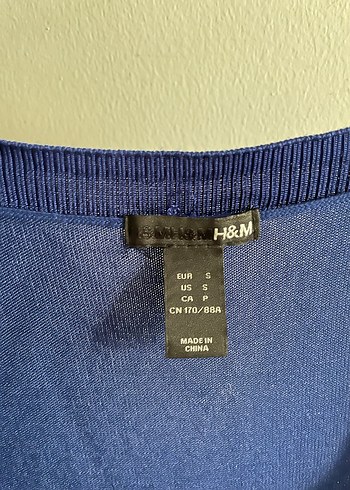 H&M H&M H&M
EUR S
US S
CA P
CN 170/88A
MADE IN
CHINA